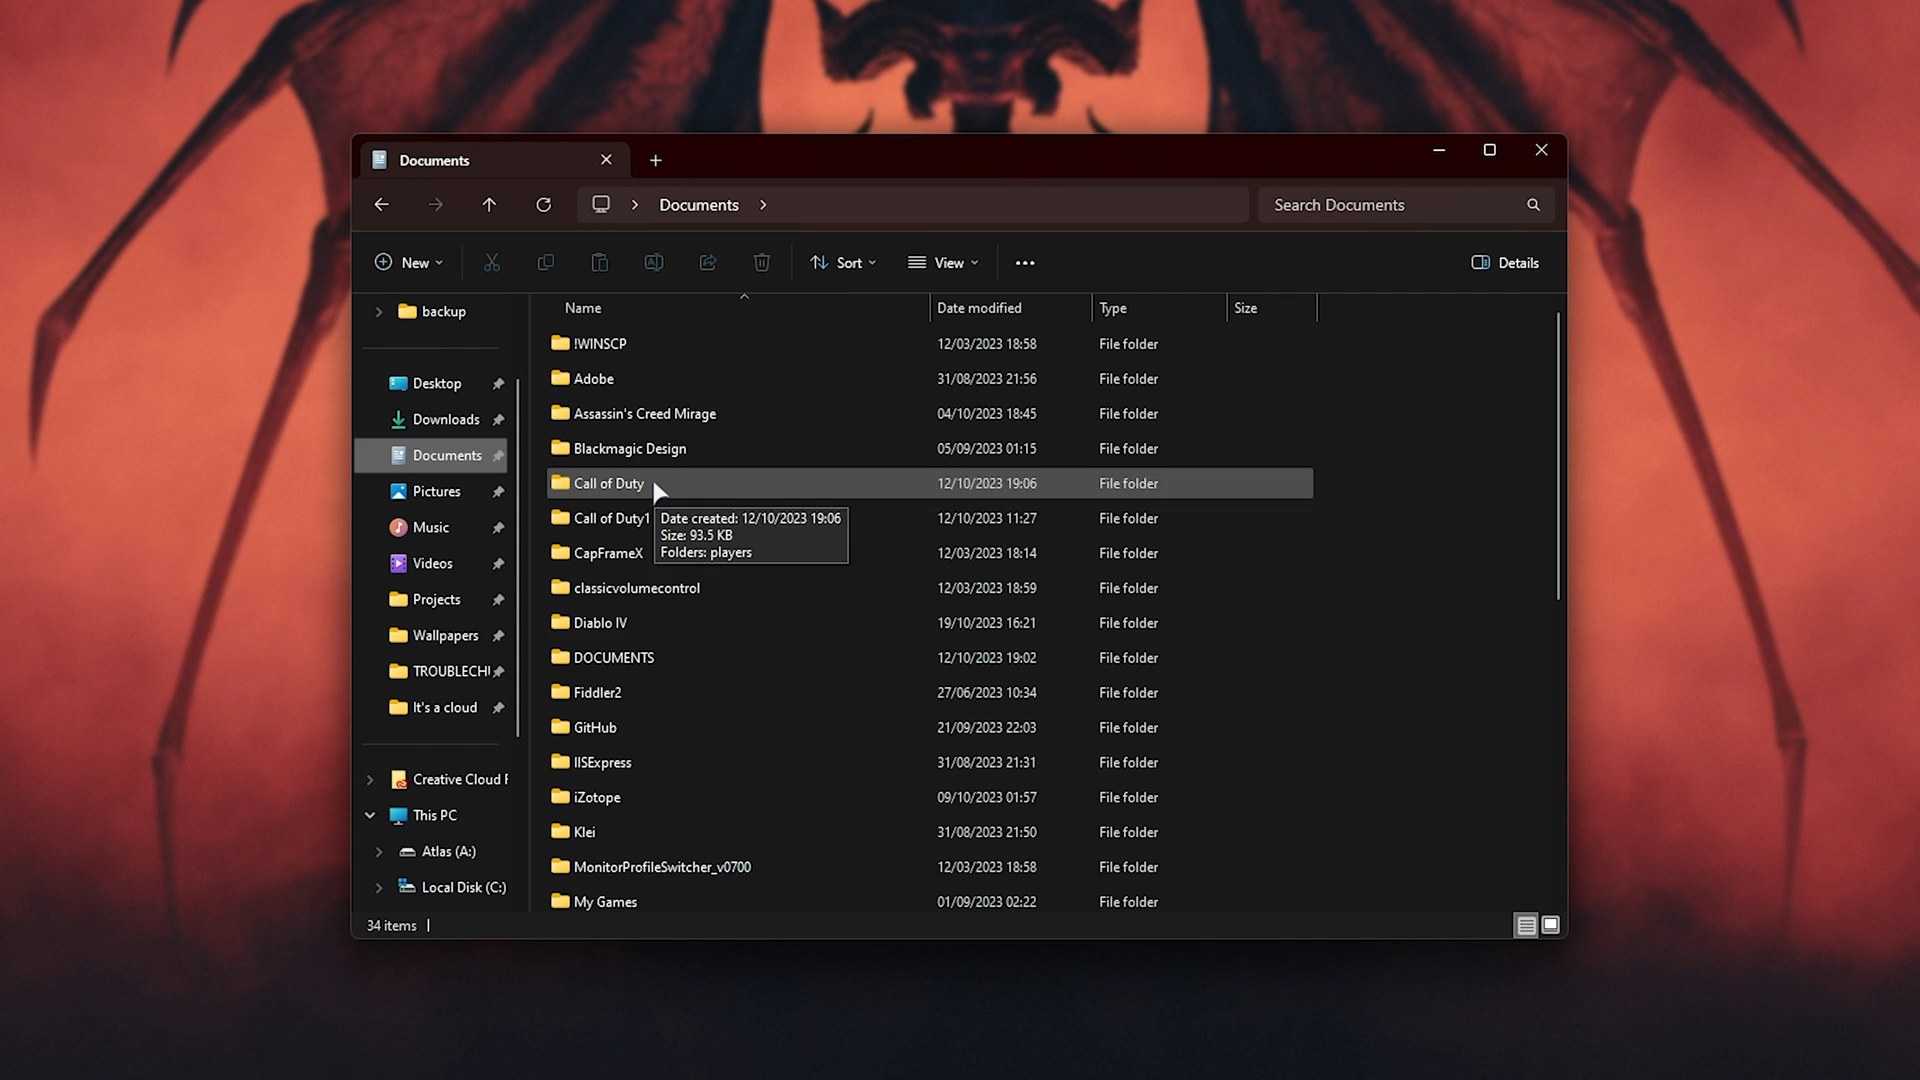 Documents
Documents
Search Documents
New
Sort
View
Details
backup
Desktop
Downloads
Documents
Pictures
Music
Videos
Projects
Wallpapers
TROUBLECH
It's a cloud
Creative Cloud F
This PC
Atlas (A:)
Local Disk (C:)
Name Date modified Type Size
!WINSCP 12/03/2023 18:58 File folder
Adobe 31/08/2023 21:56 File folder
Assassin's Creed Mirage 04/10/2023 18:45 File folder
Blackmagic Design 05/09/2023 01:15 File folder
Call of Duty 12/10/2023 19:06 File folder
Call of Duty1 12/10/2023 11:27 File folder
CapFrameX 12/03/2023 18:14 File folder
classicvolumecontrol 12/03/2023 18:59 File folder
Diablo IV 19/10/2023 16:21 File folder
DOCUMENTS 12/10/2023 19:02 File folder
Fiddler2 27/06/2023 10:34 File folder
GitHub 21/09/2023 22:03 File folder
IISExpress 31/08/2023 21:31 File folder
iZotope 09/10/2023 01:57 File folder
Klei 31/08/2023 21:50 File folder
MonitorProfileSwitcher_v0700 12/03/2023 18:58 File folder
My Games 01/09/2023 02:22 File folder
Date created: 12/10/2023 19:06
Size: 93.5 KB
Folders: players
34 items